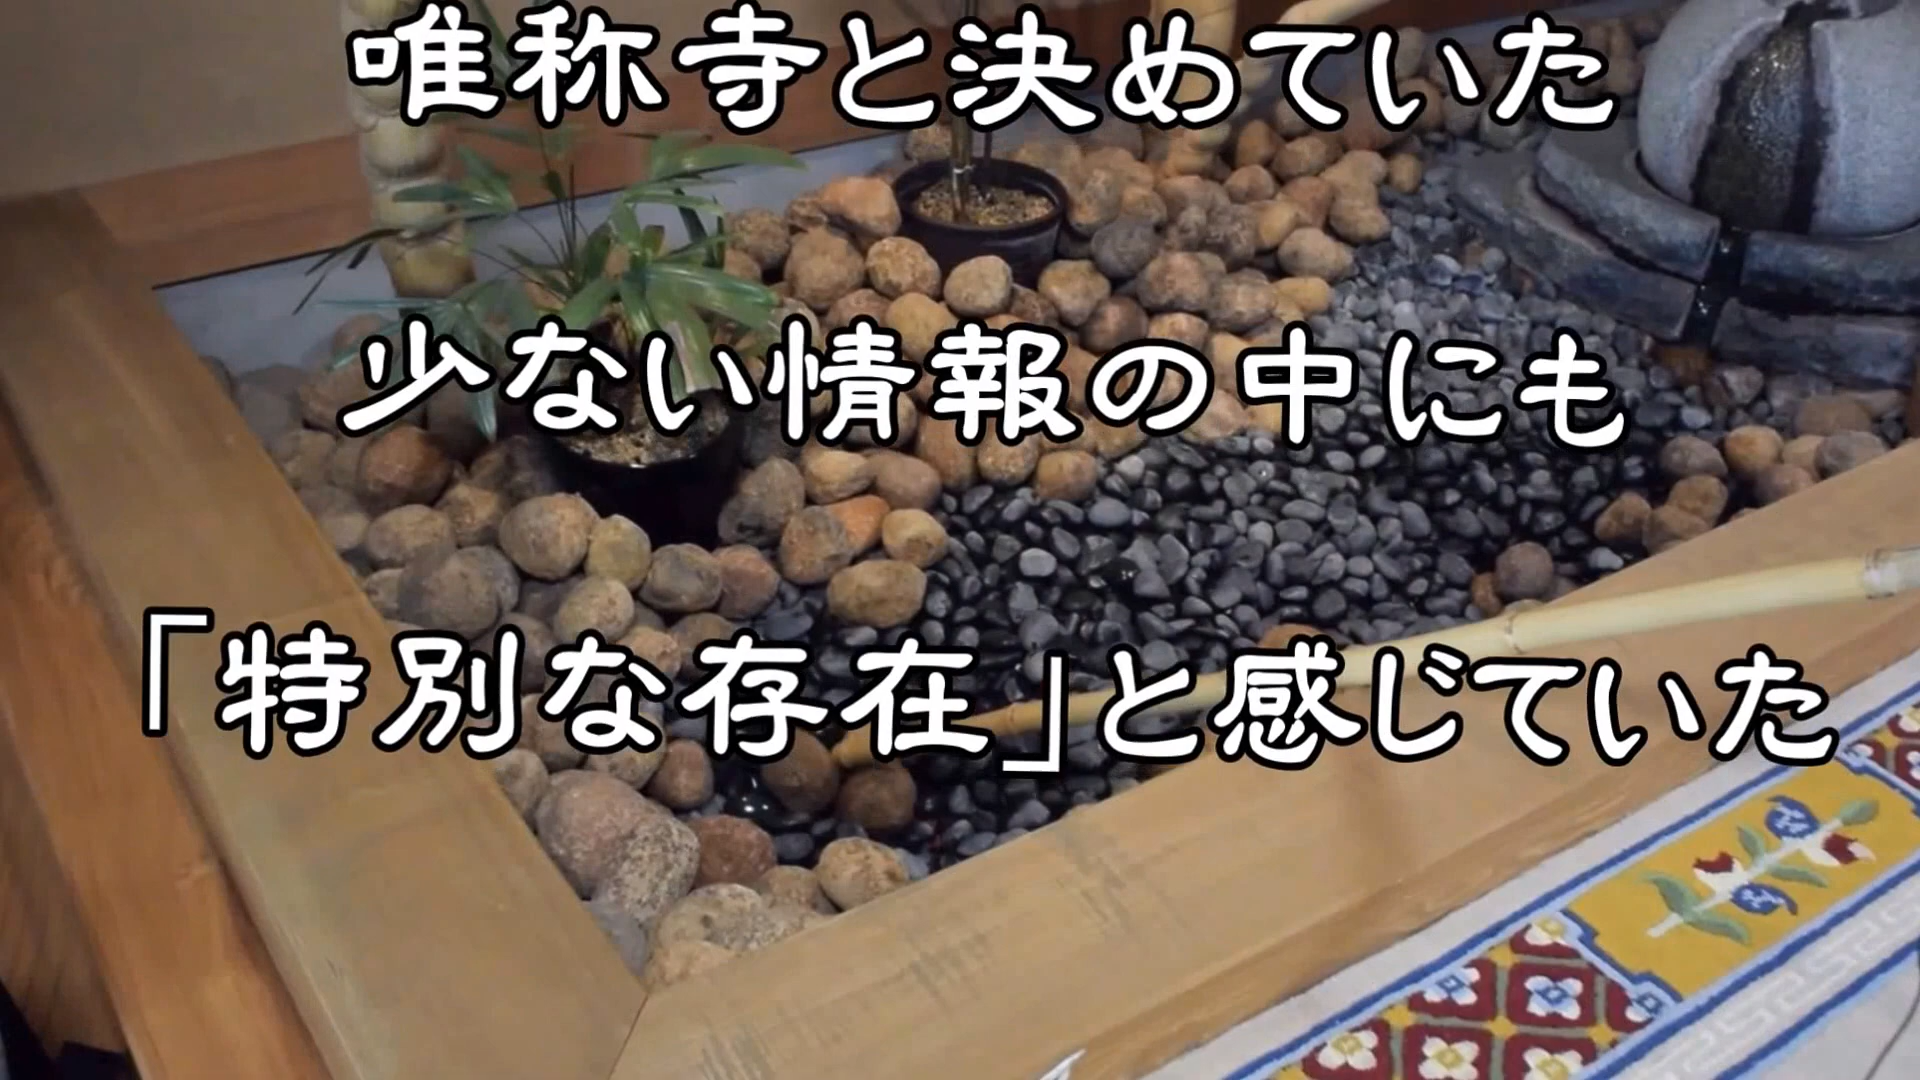 唯称寺と決めていた
少ない情報の中にも
「特別な存在」と感じていた